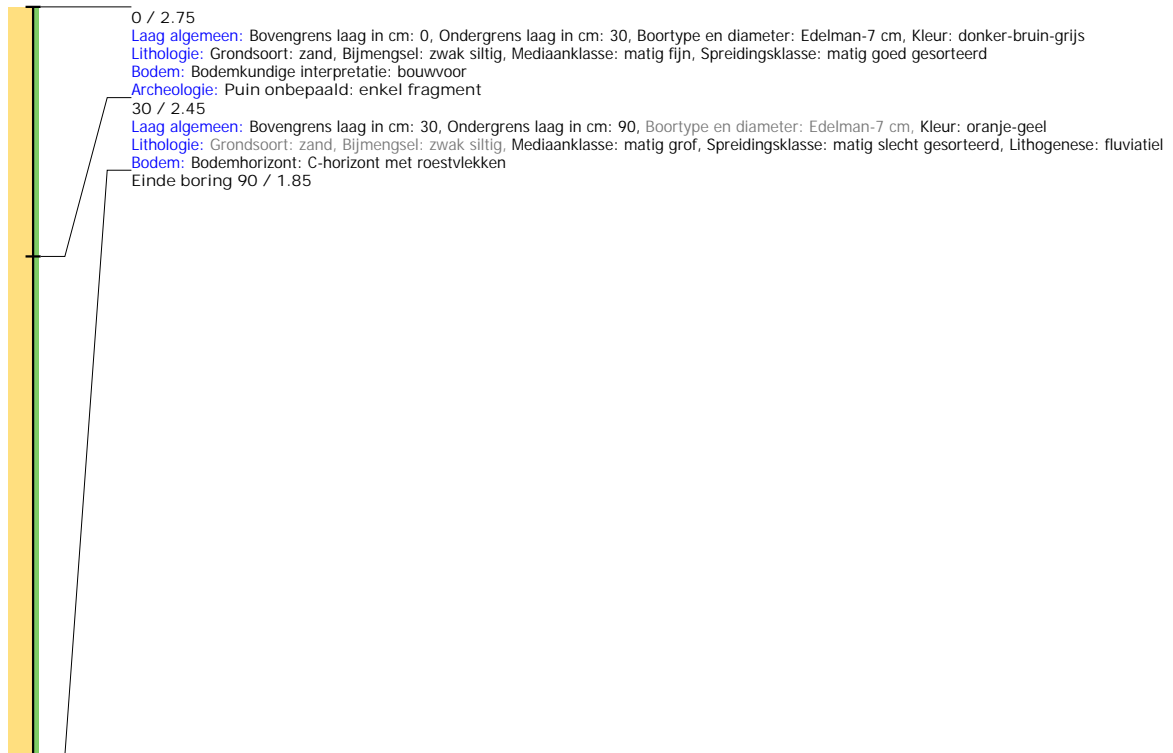 0 / 2.75
Laag algemeen: Bovengrens laag in cm: 0, Ondergrens laag in cm: 30, Boortype en diameter: Edelman-7 cm, Kleur: donker-bruin-grijs
Lithologie: Grondsoort: zand, Bijmengsel: zwak siltig, Mediaanklasse: matig fijn, Spreidingsklasse: matig goed gesorteerd
Bodem: Bodemkundige interpretatie: bouwvoor
Archeologie: Puin onbepaald: enkel fragment
30 / 2.45
Laag algemeen: Bovengrens laag in cm: 30, Ondergrens laag in cm: 90, Boortype en diameter: Edelman-7 cm, Kleur: oranje-geel
Lithologie: Grondsoort: zand, Bijmengsel: zwak siltig, Mediaanklasse: matig grof, Spreidingsklasse: matig slecht gesorteerd, Lithogenese: fluviatiel
Bodem: Bodemhorizont: C-horizont met roestvlekken
Einde boring 90 / 1.85